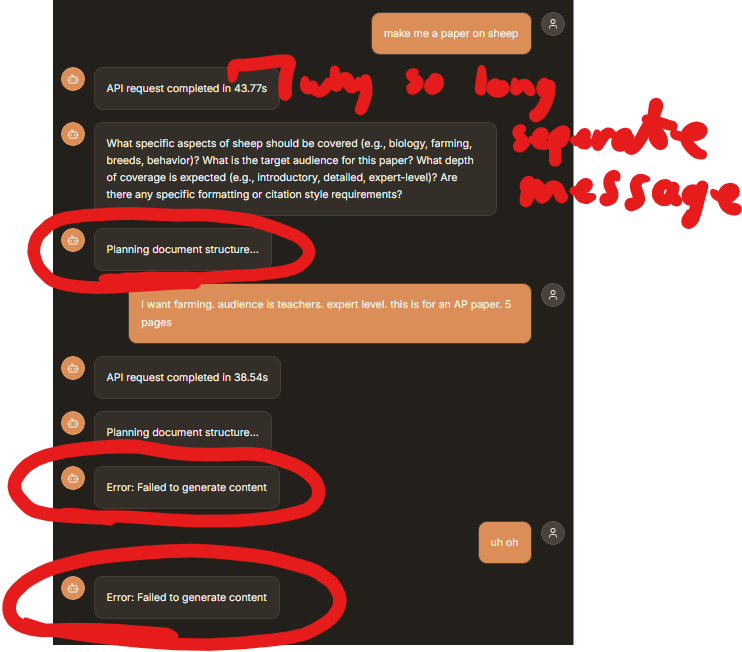 make me a paper on sheep
API request completed in 43.77s
why so long
separate
message
What specific aspects of sheep should be covered (e.g., biology, farming,
breeds, behavior)? What is the target audience for this paper? What depth
of coverage is expected (e.g., introductory, detailed, expert-level)? Are
there any specific formatting or citation style requirements?
Planning document structure...
i want farming. audience is teachers. expert level. this is for an AP paper. 5
pages
API request completed in 38.54s
Planning document structure...
Error: Failed to generate content
uh oh
Error: Failed to generate content